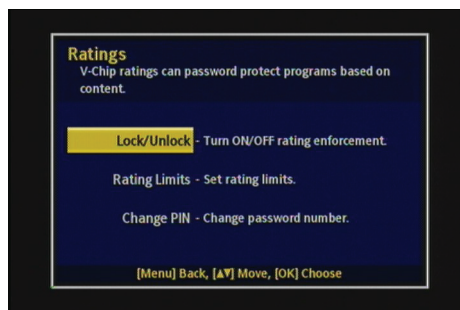 Ratings
V-Chip ratings can password protect programs based on
content.
Lock/Unlock - Turn ON/OFF rating enforcement.
Rating Limits - Set rating limits.
Change PIN - Change password number.
[Menu] Back, [▲▼] Move, [OK] Choose